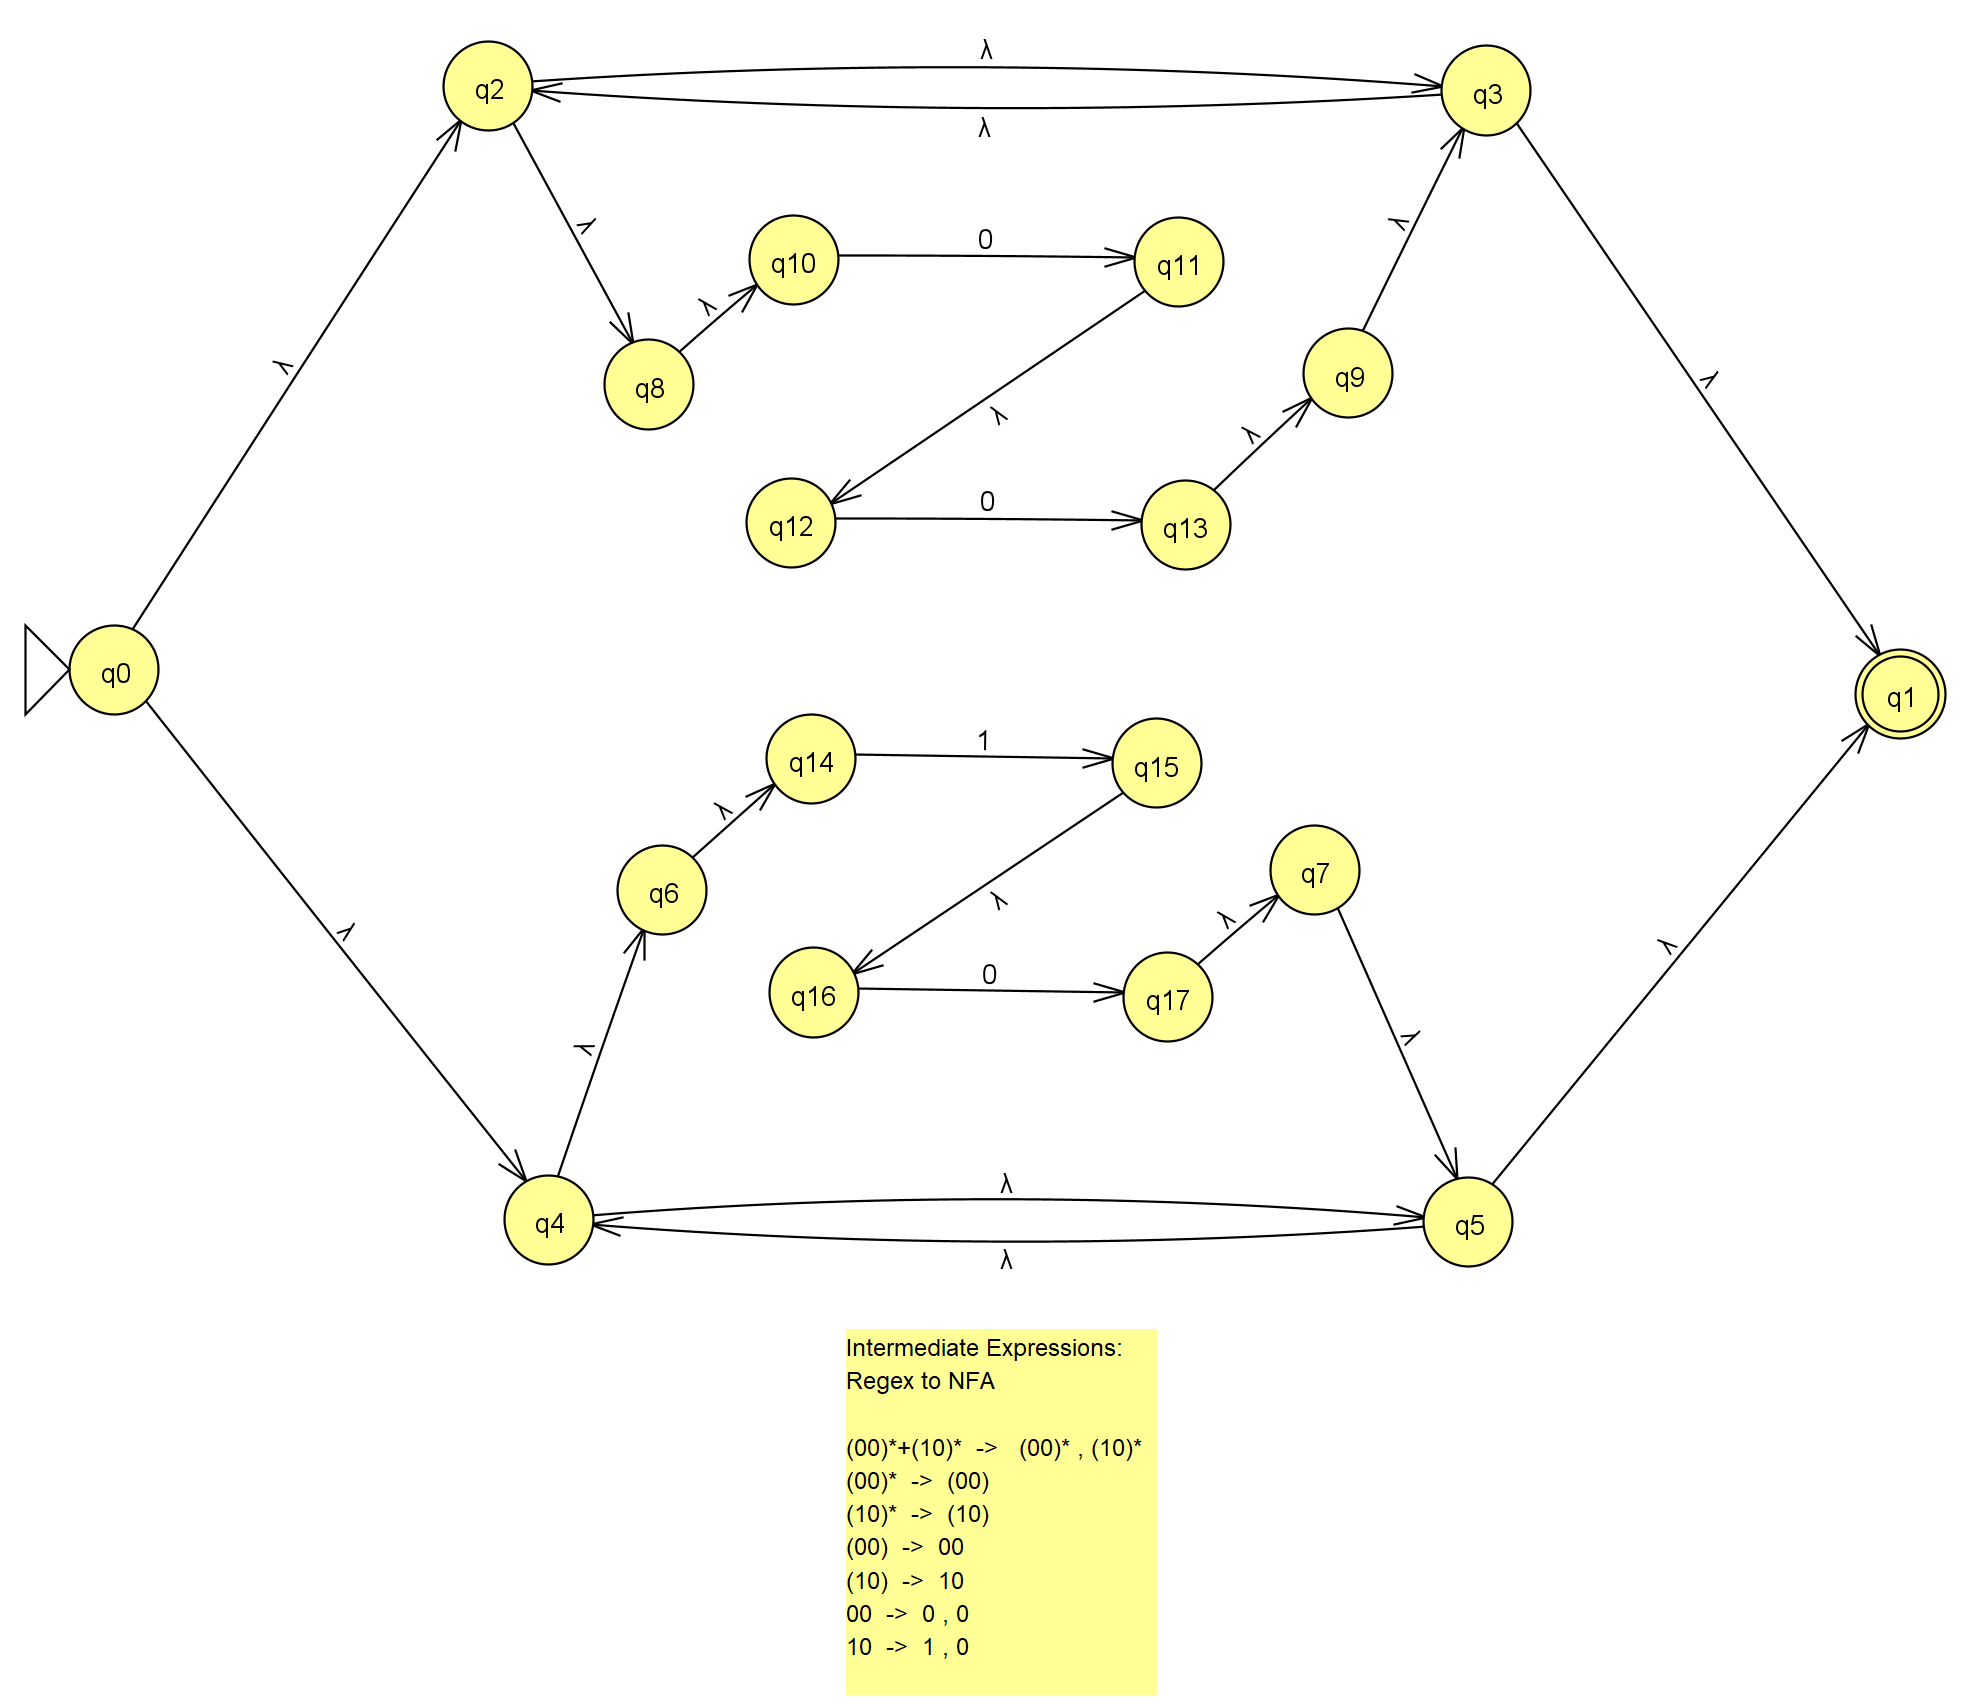 λ
q2
q3
λ
λ
λ
q10
0
q11
λ
λ
q8
q9
λ
λ
λ
λ
q12
0
q13
q0
q1
q14
1
q15
λ
q6
q7
λ
λ
λ
λ
q16
0
q17
λ
λ
λ
q4
q5
λ
Intermediate Expressions:
Regex to NFA
(00)*+(10)* -> (00)* , (10)*
(00)* -> (00)
(10)* -> (10)
(00) -> 00
(10) -> 10
00 -> 0 , 0
10 -> 1 , 0